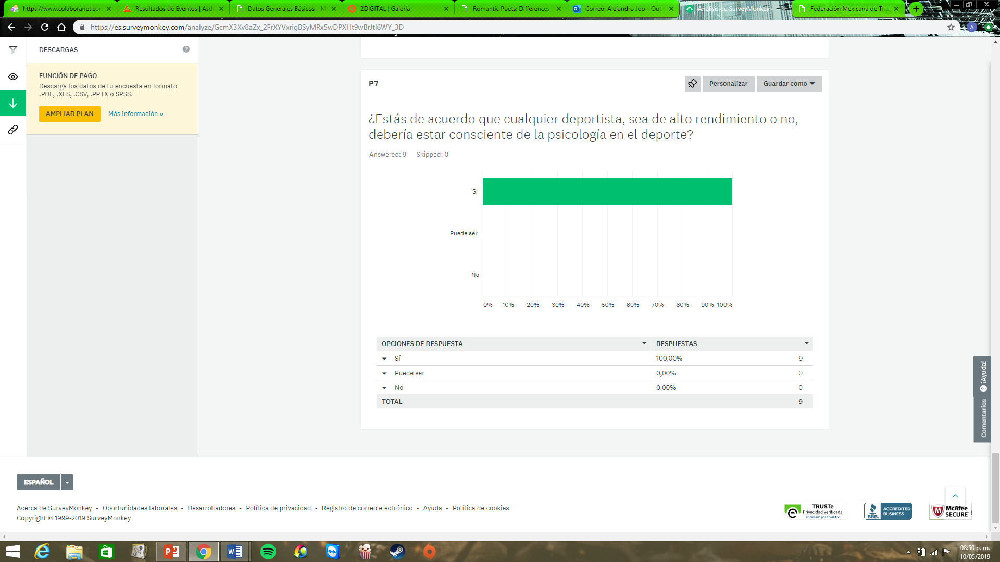 https://www.colaboranet.com
Resultados de Eventos | Asde
Datos Generales Básicos - M
2DIGITAL | Galería
Romantic Poets: Differences
Correo: Alejandro Joo - Outl
Análisis de SurveyMonkey
Federación Mexicana de Tria
https://es.surveymonkey.com/analyze/GcmX3Xv8aZx_2FrXYVxrigBSyMRx5wDPXHt9wBrJtI6WY_3D
A
DESCARGAS
FUNCIÓN DE PAGO
Descarga los datos de tu encuesta en formato
.PDF, .XLS, .CSV, .PPTX o SPSS.
AMPLIAR PLAN Más información »
P7
Personalizar
Guardar como
¿Estás de acuerdo que cualquier deportista, sea de alto rendimiento o no,
debería estar consciente de la psicología en el deporte?
Answered: 9 Skipped: 0
Sí
Puede ser
No
0% 10% 20% 30% 40% 50% 60% 70% 80% 90% 100%
OPCIONES DE RESPUESTA RESPUESTAS
Sí 100,00% 9
Puede ser 0,00% 0
No 0,00% 0
TOTAL 9
¡Ayuda!
Comentarios
ESPAÑOL
Acerca de SurveyMonkey • Oportunidades laborales • Desarrolladores • Política de privacidad • Registro de correo electrónico • Ayuda • Política de cookies
Copyright © 1999-2019 SurveyMonkey
TRUSTe
Privacidad Verificada
impulsado por TrustArc
BBB.
ACCREDITED
BUSINESS
McAfee
SECURE
08:50 p. m.
10/05/2019